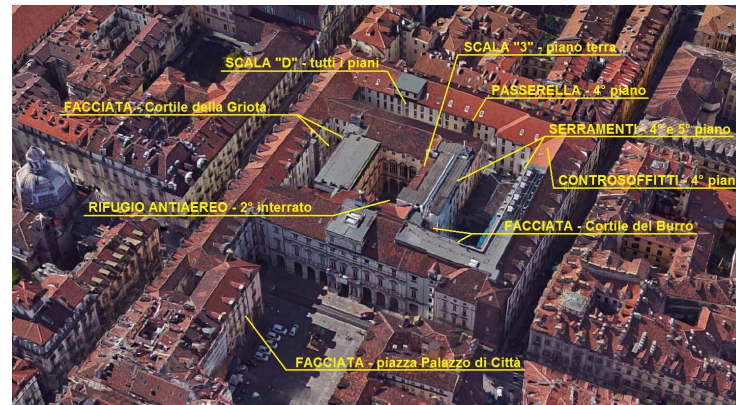 SCALA "3" - piano terra
SCALA "D" - tutti i piani
PASSERELLA - 4° piano
FACCIATA - Cortile della Griota
SERRAMENTI - 4° e 5° piano
CONTROSOFFITTI - 4° pian
RIFUGIO ANTIAEREO - 2° interrato
FACCIATA - Cortile del Burro
FACCIATA - piazza Palazzo di Città